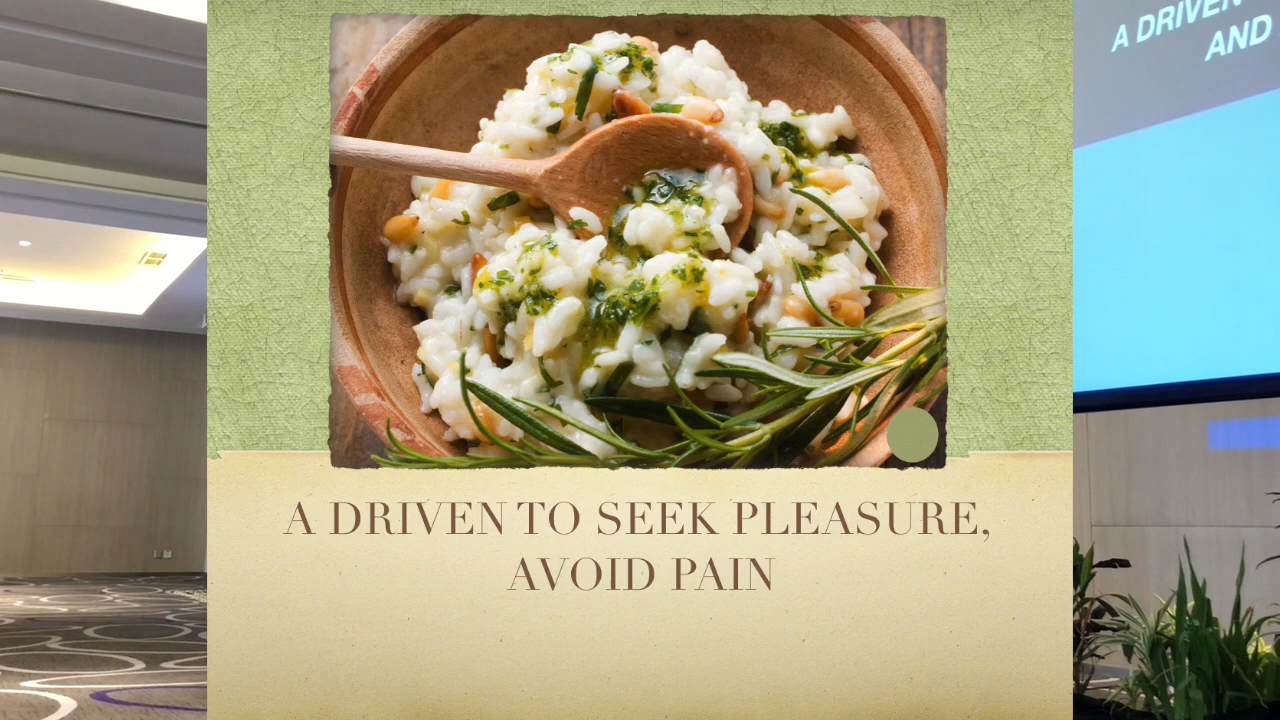 A DRIVEN TO SEEK PLEASURE,
AVOID PAIN
A DRIVEN
AND